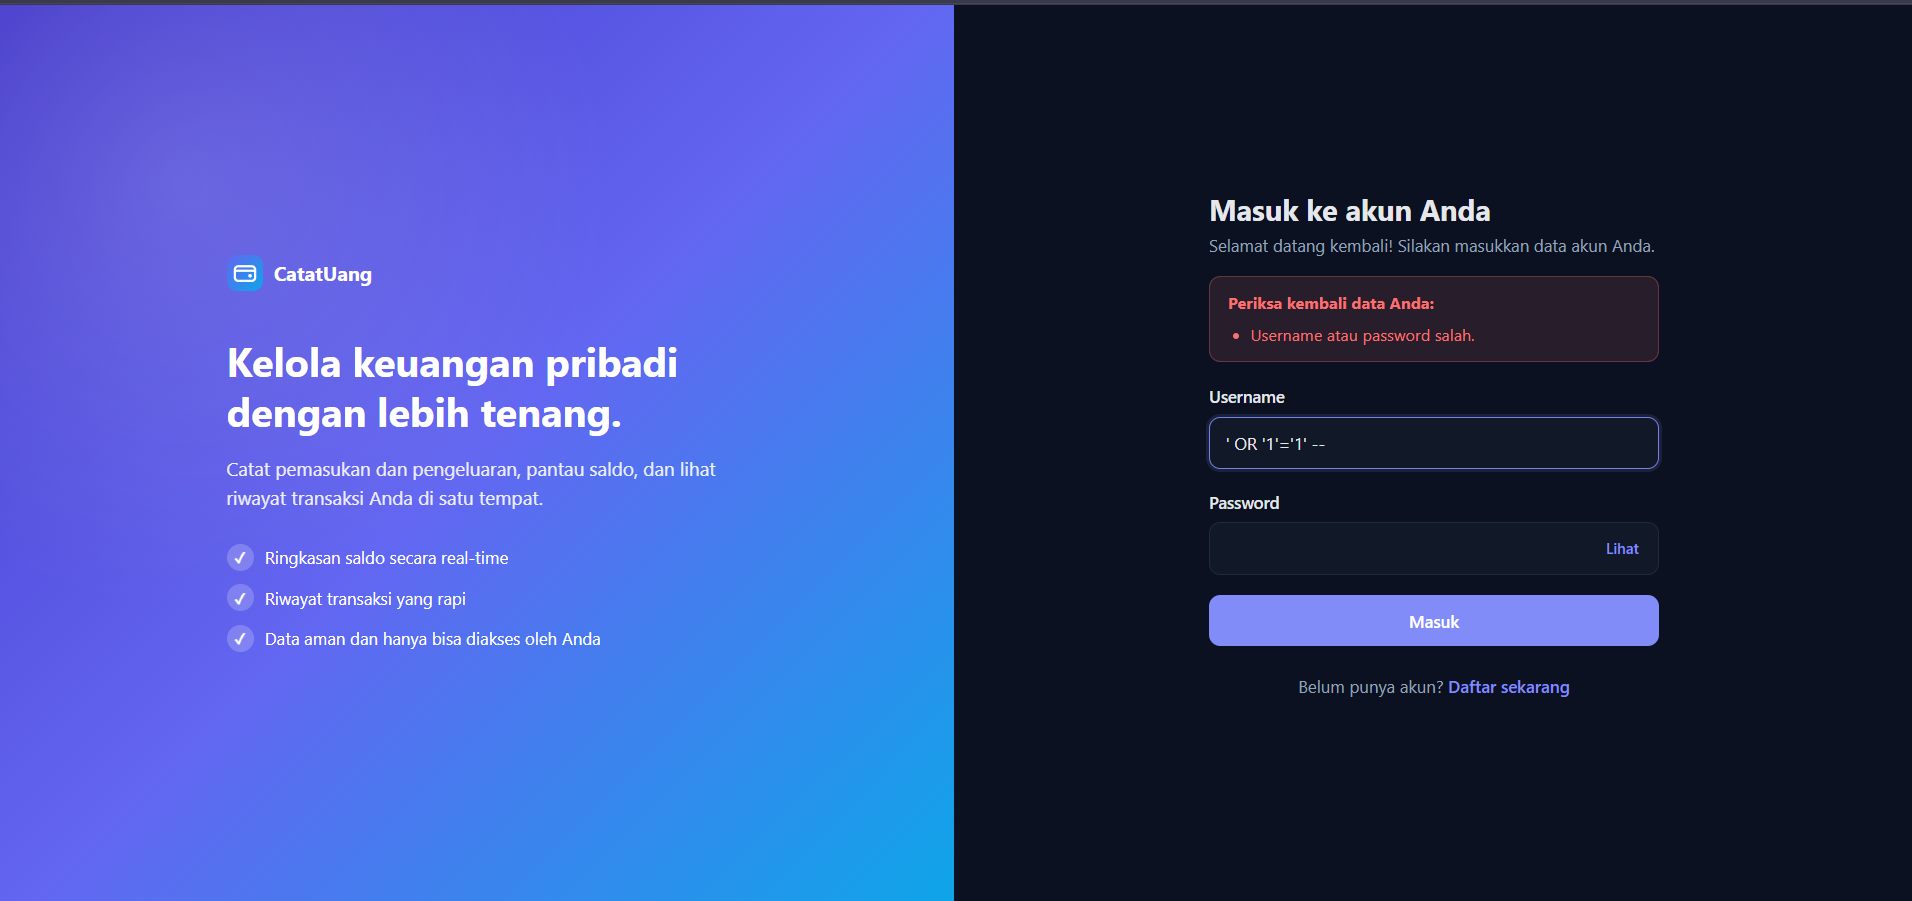 CatatUang
Kelola keuangan pribadi
dengan lebih tenang.
Catat pemasukan dan pengeluaran, pantau saldo, dan lihat
riwayat transaksi Anda di satu tempat.
Ringkasan saldo secara real-time
Riwayat transaksi yang rapi
Data aman dan hanya bisa diakses oleh Anda
Masuk ke akun Anda
Selamat datang kembali! Silakan masukkan data akun Anda.
Periksa kembali data Anda:
Username atau password salah.
Username
' OR '1'='1' --
Password
Lihat
Masuk
Belum punya akun? Daftar sekarang